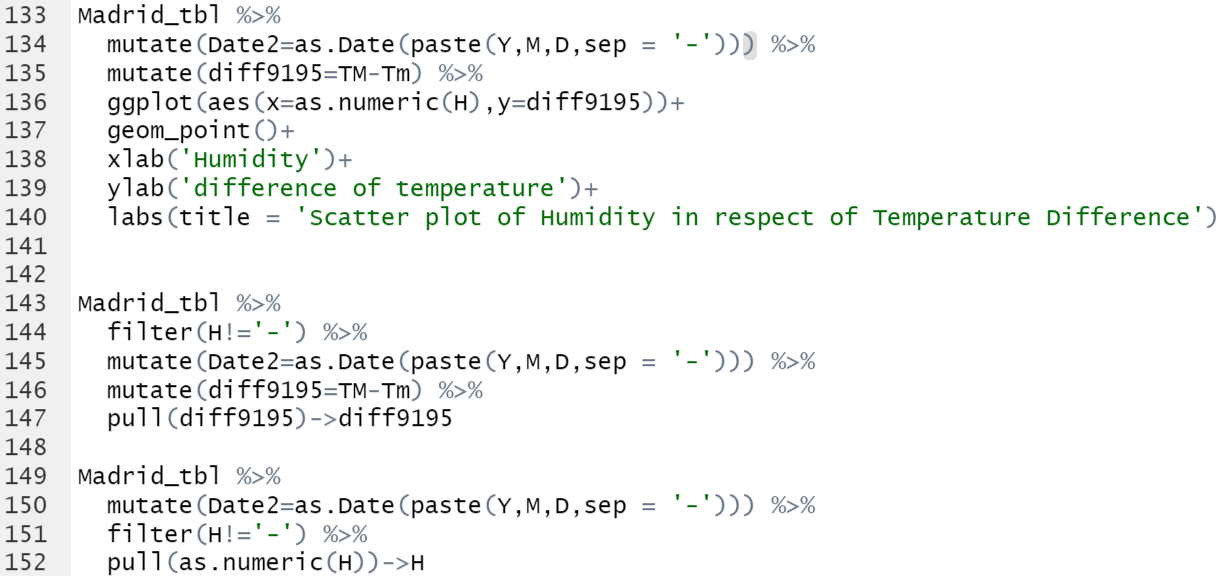 133 Madrid_tbl %>%
134   mutate(Date2=as.Date(paste(Y,M,D,sep = '-'))) %>%
135   mutate(diff9195=TM-Tm) %>%
136   ggplot(aes(x=as.numeric(H),y=diff9195))+
137   geom_point()+
138   xlab('Humidity')+
139   ylab('difference of temperature')+
140   labs(title = 'Scatter plot of Humidity in respect of Temperature Difference')
141
142
143 Madrid_tbl %>%
144   filter(H!='-') %>%
145   mutate(Date2=as.Date(paste(Y,M,D,sep = '-'))) %>%
146   mutate(diff9195=TM-Tm) %>%
147   pull(diff9195)->diff9195
148
149 Madrid_tbl %>%
150   mutate(Date2=as.Date(paste(Y,M,D,sep = '-'))) %>%
151   filter(H!='-') %>%
152   pull(as.numeric(H))->H